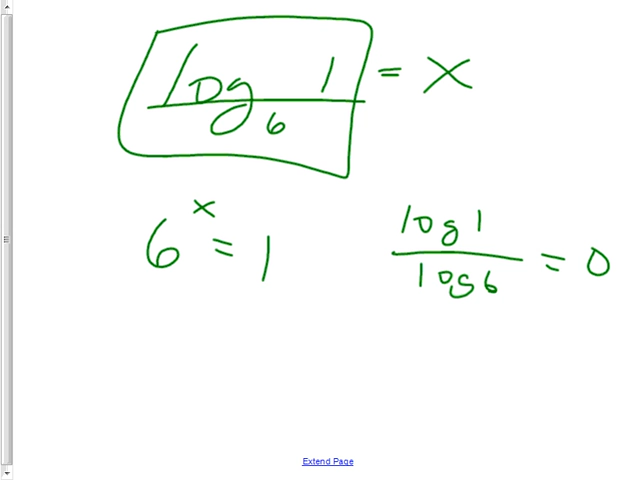 log₆ 1 = x
6ˣ = 1
log 1
log 6
= 0
Extend Page